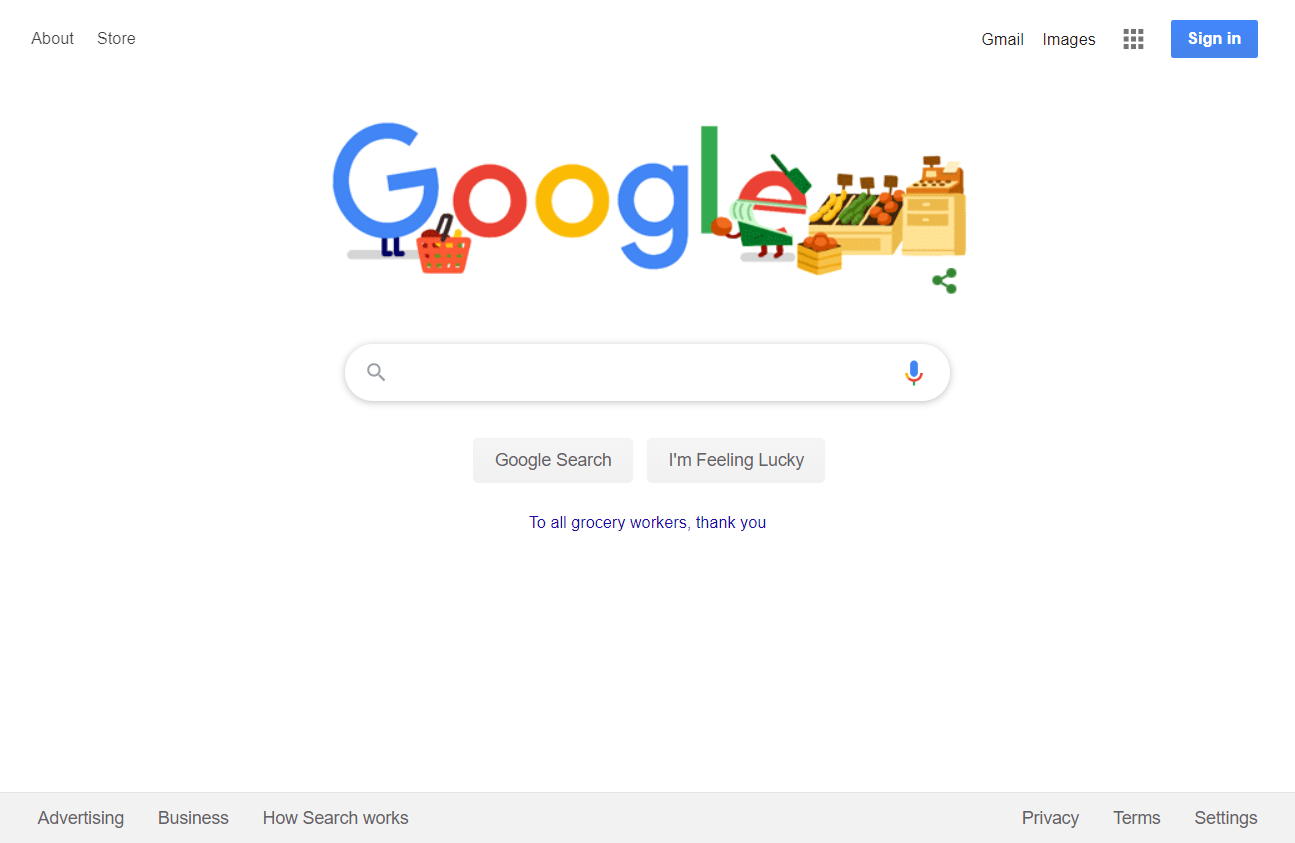 About Store Gmail Images Sign in
Google
Google Search I'm Feeling Lucky
To all grocery workers, thank you
Advertising Business How Search works Privacy Terms Settings